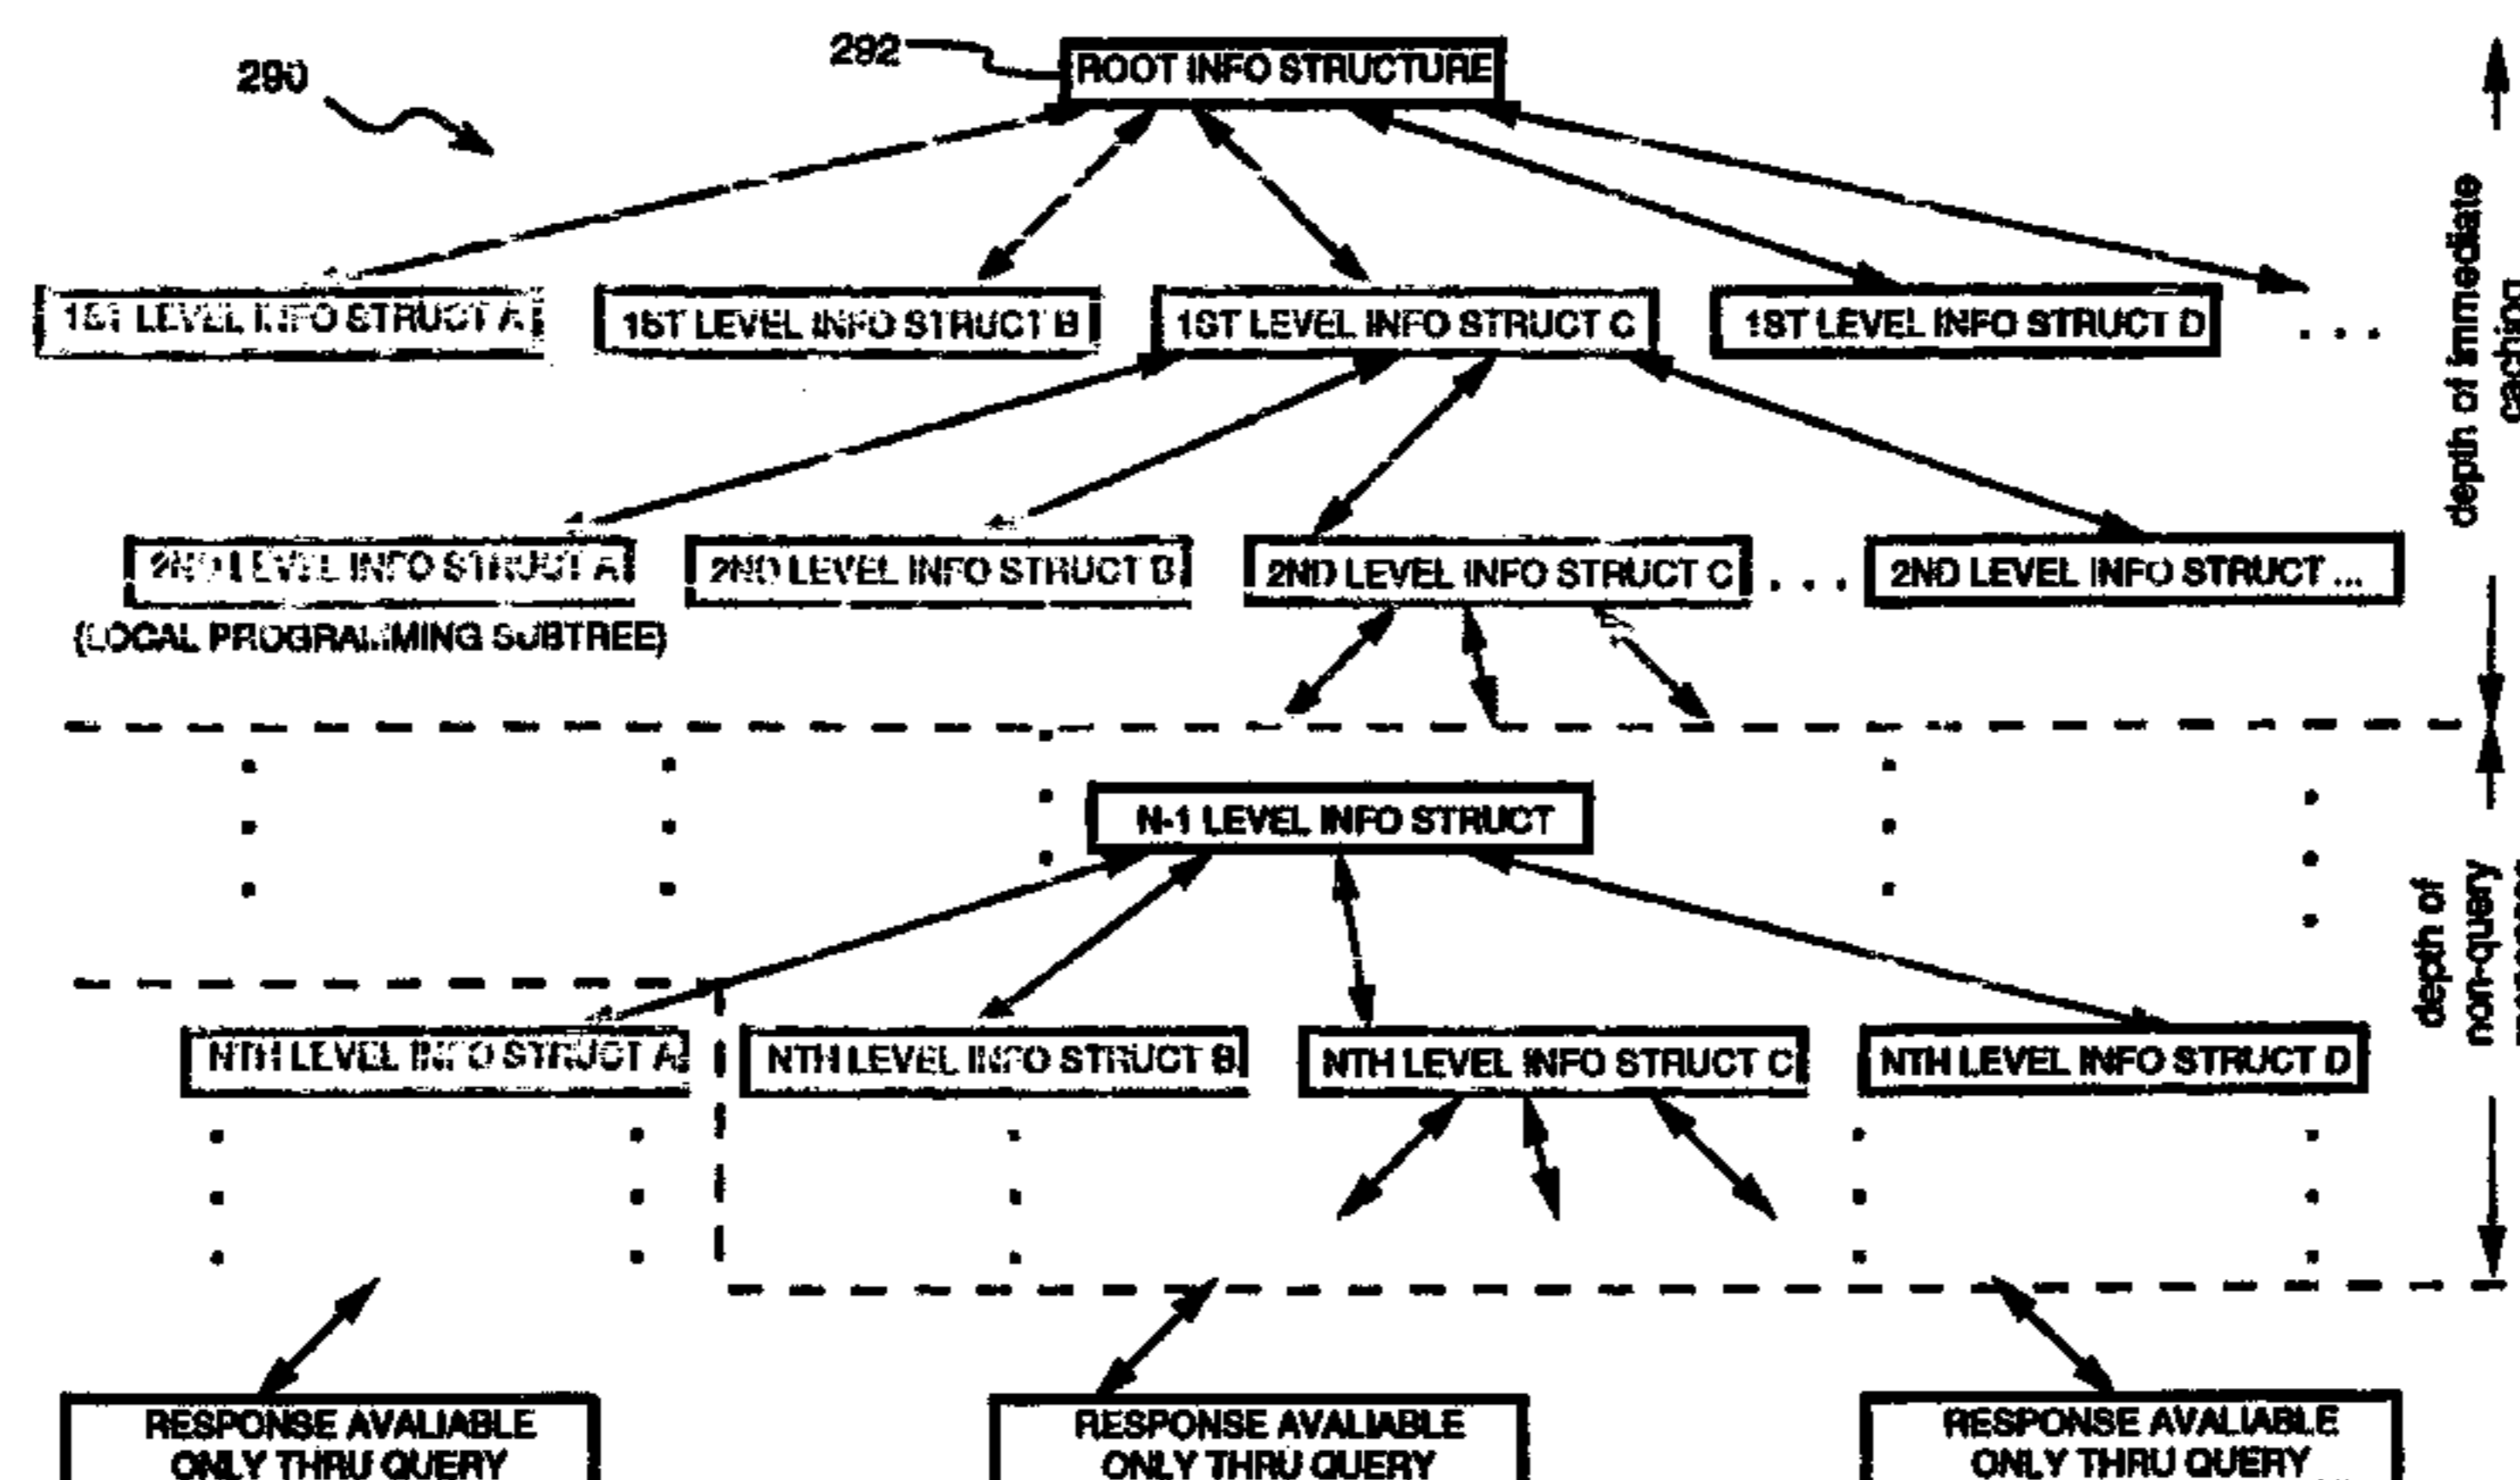 290
292
ROOT INFO STRUCTURE
1ST LEVEL INFO STRUCT A
1ST LEVEL INFO STRUCT B
1ST LEVEL INFO STRUCT C
1ST LEVEL INFO STRUCT D
. . .
depth of immediate
caching
2ND LEVEL INFO STRUCT A
(LOCAL PROGRAMMING SUBTREE)
2ND LEVEL INFO STRUCT B
2ND LEVEL INFO STRUCT C
. . .
2ND LEVEL INFO STRUCT ...
N-1 LEVEL INFO STRUCT
depth of
non-query
NTH LEVEL INFO STRUCT A
NTH LEVEL INFO STRUCT B
NTH LEVEL INFO STRUCT C
NTH LEVEL INFO STRUCT D
RESPONSE AVALIABLE
ONLY THRU QUERY
RESPONSE AVALIABLE
ONLY THRU QUERY
RESPONSE AVALIABLE
ONLY THRU QUERY